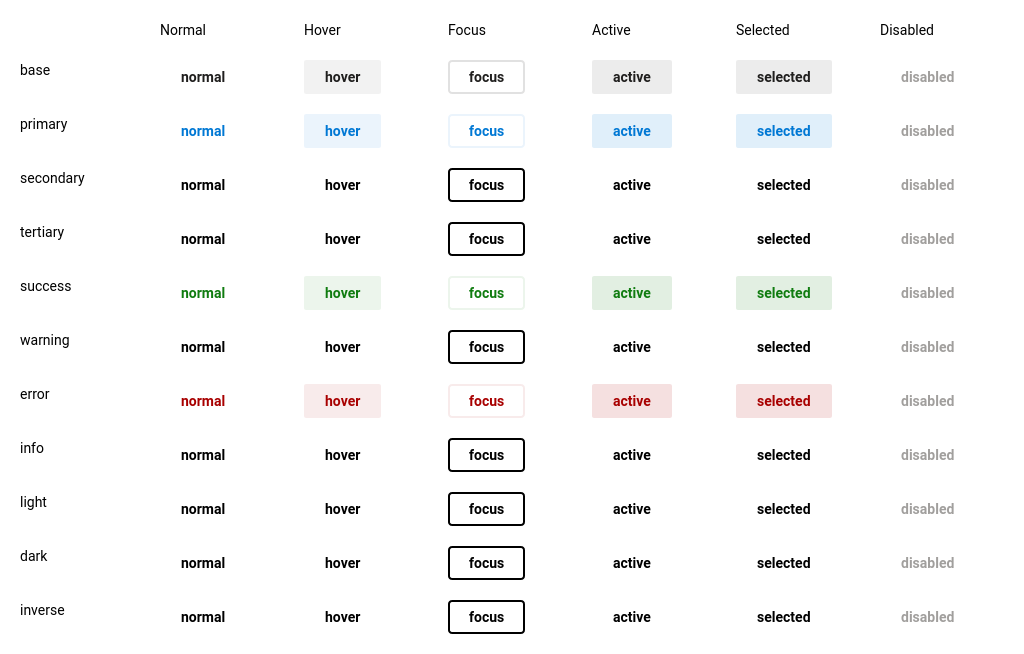 Normal Hover Focus Active Selected Disabled
base normal hover focus active selected disabled
primary normal hover focus active selected disabled
secondary normal hover focus active selected disabled
tertiary normal hover focus active selected disabled
success normal hover focus active selected disabled
warning normal hover focus active selected disabled
error normal hover focus active selected disabled
info normal hover focus active selected disabled
light normal hover focus active selected disabled
dark normal hover focus active selected disabled
inverse normal hover focus active selected disabled